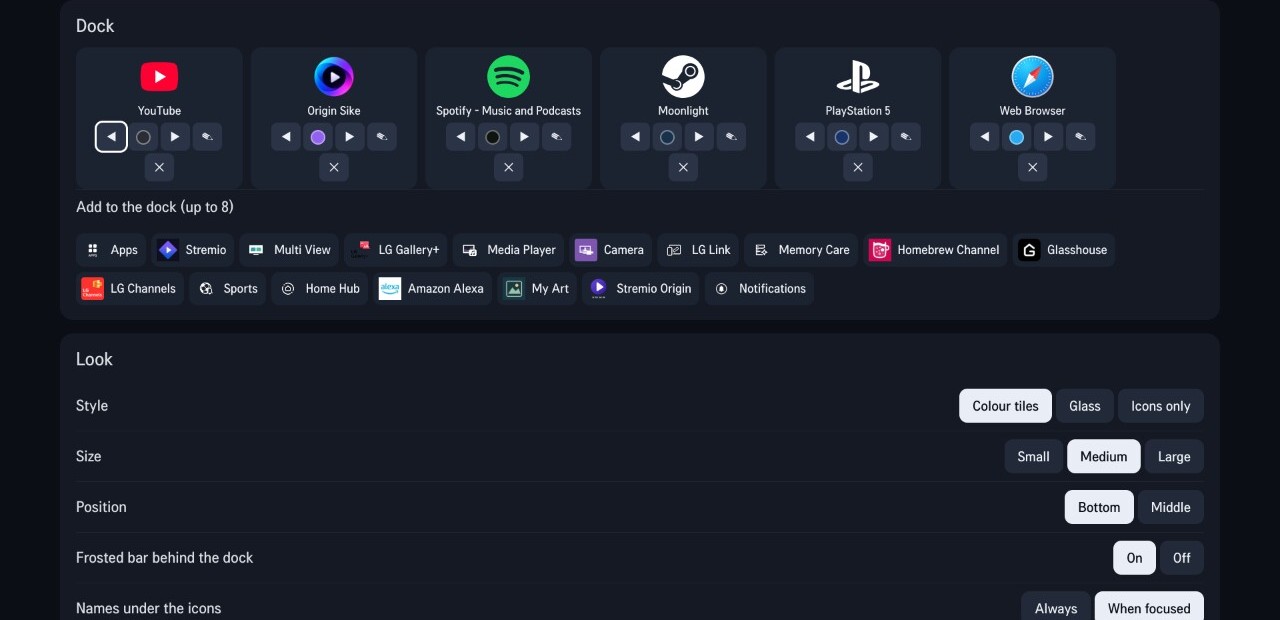 Dock
YouTube
Origin Sike
Spotify - Music and Podcasts
Moonlight
PlayStation 5
Web Browser
Add to the dock (up to 8)
Apps
Stremio
Multi View
LG Gallery+
Media Player
Camera
LG Link
Memory Care
Homebrew Channel
Glasshouse
LG Channels
Sports
Home Hub
alexa
Amazon Alexa
My Art
Stremio Origin
Notifications
Look
Style
Colour tiles
Glass
Icons only
Size
Small
Medium
Large
Position
Bottom
Middle
Frosted bar behind the dock
On
Off
Names under the icons
Always
When focused